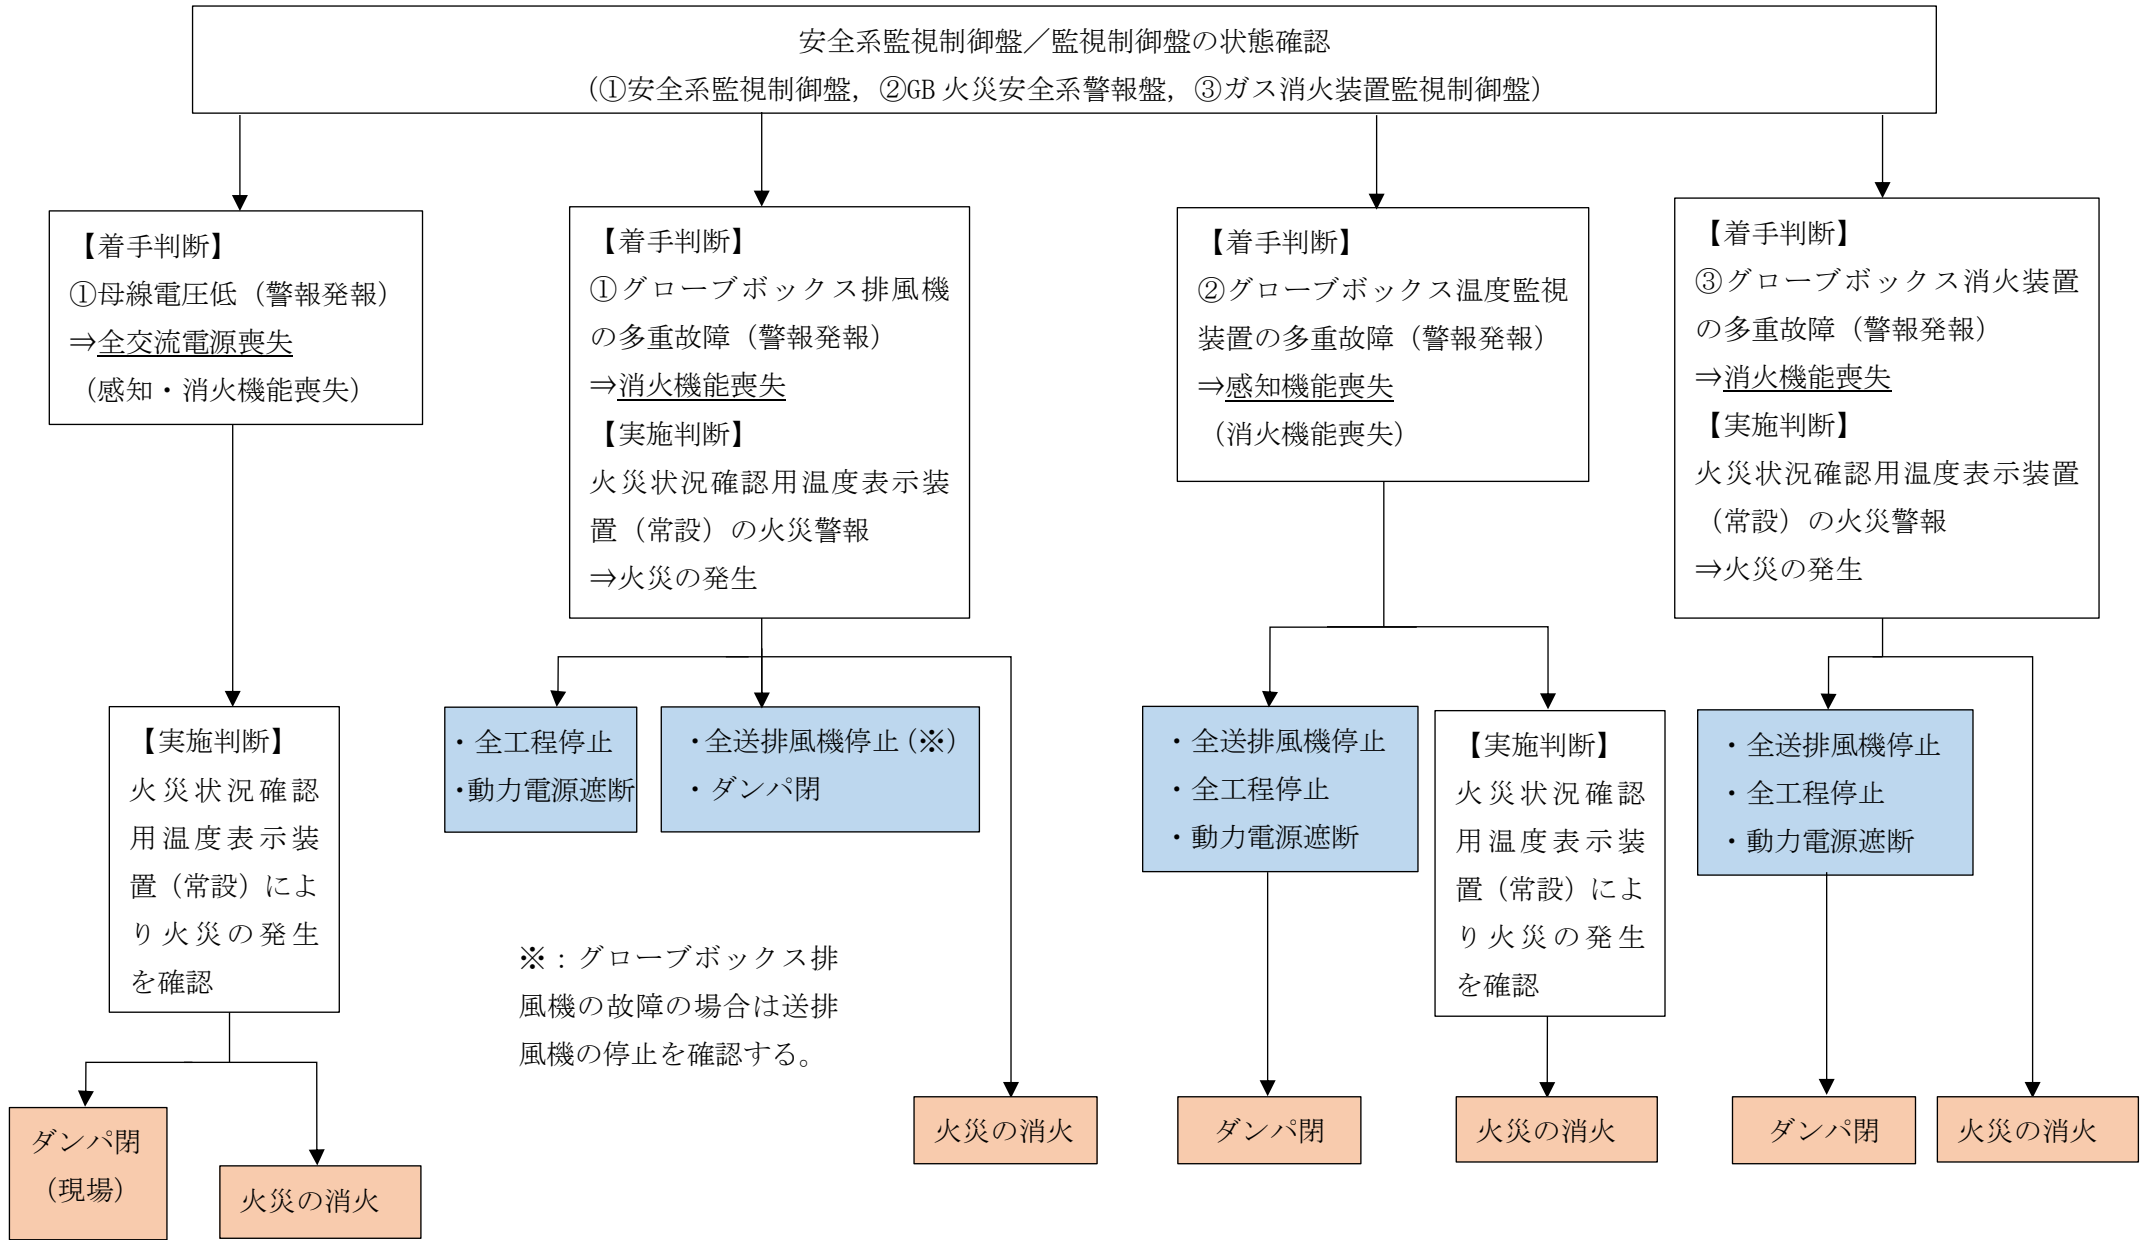 安全系監視制御盤／監視制御盤の状態確認
（①安全系監視制御盤，②GB 火災安全系警報盤，③ガス消火装置監視制御盤）
【着手判断】
①母線電圧低（警報発報）
⇒全交流電源喪失
（感知・消火機能喪失）
【着手判断】
①グローブボックス排風機
の多重故障（警報発報）
⇒消火機能喪失
【実施判断】
火災状況確認用温度表示装
置（常設）の火災警報
⇒火災の発生
【着手判断】
②グローブボックス温度監視
装置の多重故障（警報発報）
⇒感知機能喪失
（消火機能喪失）
【着手判断】
③グローブボックス消火装置
の多重故障（警報発報）
⇒消火機能喪失
【実施判断】
火災状況確認用温度表示装置
（常設）の火災警報
⇒火災の発生
【実施判断】
火災状況確認
用温度表示装
置（常設）によ
り火災の発生
を確認
・全工程停止
・動力電源遮断
・全送排風機停止（※）
・ダンパ閉
・全送排風機停止
・全工程停止
・動力電源遮断
【実施判断】
火災状況確認
用温度表示装
置（常設）によ
り火災の発生
を確認
・全送排風機停止
・全工程停止
・動力電源遮断
※：グローブボックス排
風機の故障の場合は送排
風機の停止を確認する。
ダンパ閉
（現場）
火災の消火
火災の消火
ダンパ閉
火災の消火
ダンパ閉
火災の消火